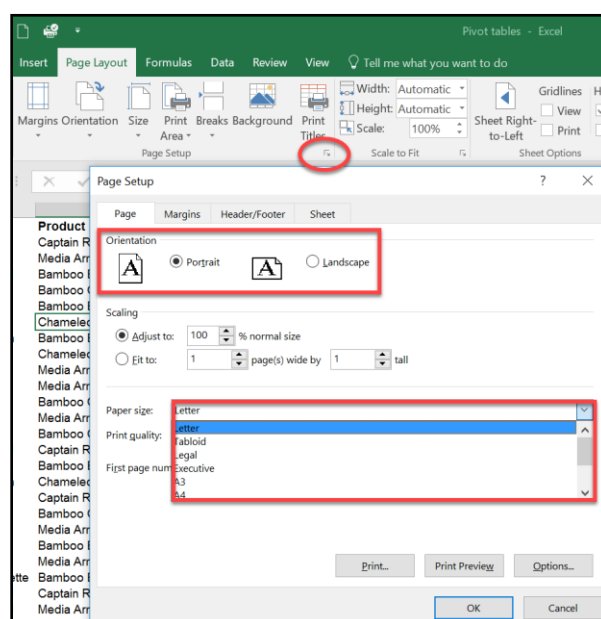 Pivot tables - Excel
Insert Page Layout Formulas Data Review View Tell me what you want to do
Margins Orientation Size Print Area Breaks Background Print Titles
Width: Automatic
Height: Automatic
Scale: 100%
Sheet Right-to-Left
Gridlines
View
Print
H
Page Setup
Scale to Fit
Sheet Options
Page Setup ?
Page Margins Header/Footer Sheet
Orientation
A Portrait A Landscape
Scaling
Adjust to: 100 % normal size
Fit to: 1 page(s) wide by 1 tall
Paper size: Letter
Letter
Print quality:
Tabloid
Legal
First page num
Executive
A3
A4
Print... Print Preview Options...
OK Cancel
Product
Captain R
Media Arr
Bamboo
Bamboo
Bamboo
Chamelec
Bamboo
Chamelec
Media Arr
Media Arr
Bamboo
Media Arr
Bamboo
Captain R
Bamboo
Chamelec
Captain R
Bamboo
Media Arr
Bamboo
Media Arr
ette Bamboo
Captain R
Media Arr